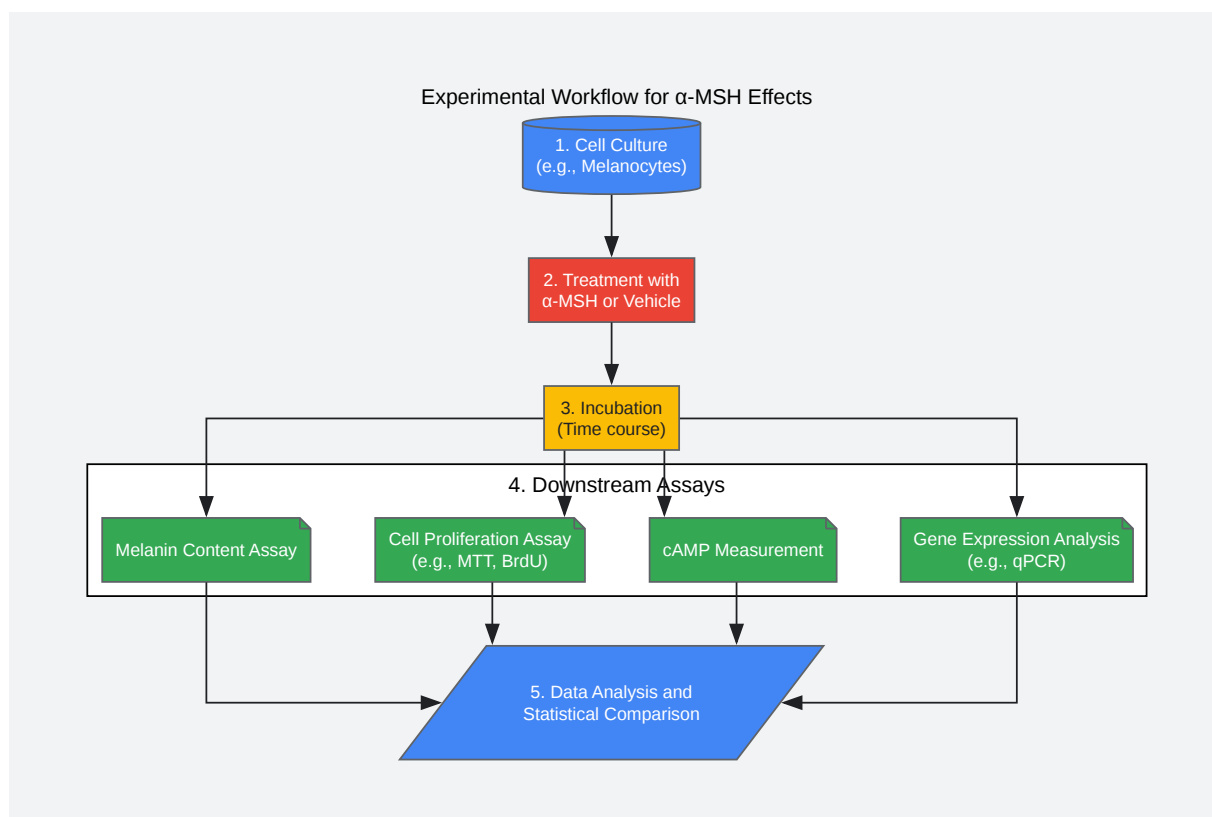 Experimental Workflow for α-MSH Effects
1. Cell Culture
(e.g., Melanocytes)
2. Treatment with
α-MSH or Vehicle
3. Incubation
(Time course)
4. Downstream Assays
Melanin Content Assay
Cell Proliferation Assay
(e.g., MTT, BrdU)
cAMP Measurement
Gene Expression Analysis
(e.g., qPCR)
5. Data Analysis and
Statistical Comparison